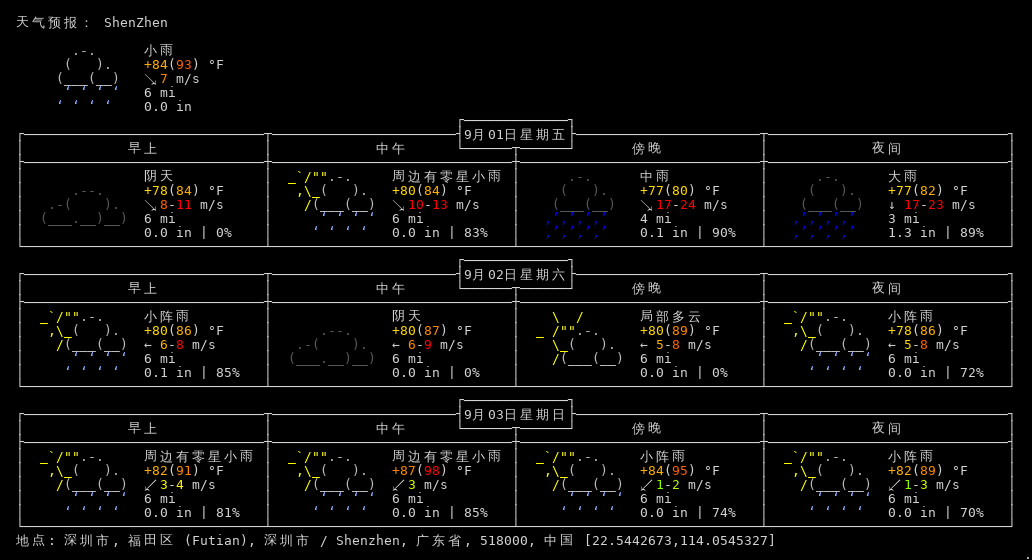 天气预报： ShenZhen
小雨
+84(93) °F
↘ 7 m/s
6 mi
0.0 in
9月01日星期五
早上 中午 傍晚 夜间
阴天 周边有零星小雨 中雨 大雨
+78(84) °F +80(84) °F +77(80) °F +77(82) °F
↘ 8-11 m/s ↘ 10-13 m/s ↘ 17-24 m/s ↓ 17-23 m/s
6 mi 6 mi 4 mi 3 mi
0.0 in | 0% 0.0 in | 83% 0.1 in | 90% 1.3 in | 89%
9月02日星期六
早上 中午 傍晚 夜间
小阵雨 阴天 局部多云 小阵雨
+80(86) °F +80(87) °F +80(89) °F +78(86) °F
← 6-8 m/s ← 6-9 m/s ← 5-8 m/s ← 5-8 m/s
6 mi 6 mi 6 mi 6 mi
0.1 in | 85% 0.0 in | 0% 0.0 in | 0% 0.0 in | 72%
9月03日星期日
早上 中午 傍晚 夜间
周边有零星小雨 周边有零星小雨 小阵雨 小阵雨
+82(91) °F +87(98) °F +84(95) °F +82(89) °F
↙ 3-4 m/s ↙ 3 m/s ↙ 1-2 m/s ↙ 1-3 m/s
6 mi 6 mi 6 mi 6 mi
0.0 in | 81% 0.0 in | 85% 0.0 in | 74% 0.0 in | 70%
地点: 深圳市, 福田区 (Futian), 深圳市 / Shenzhen, 广东省, 518000, 中国 [22.5442673,114.0545327]